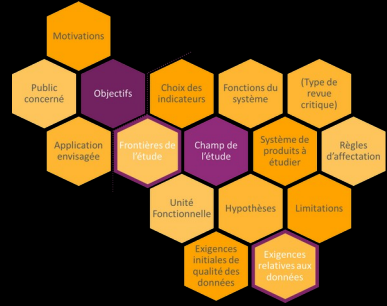 Motivations
Public
concerné
Objectifs
Choix des
indicateurs
Fonctions du
système
(Type de
revue
critique)
Application
envisagée
Frontières de
l'étude
Champ de
l'étude
Système de
produits à
étudier
Règles
d'affectation
Unité
Fonctionnelle
Hypothèses
Limitations
Exigences
initiales de
qualité des
données
Exigences
relatives aux
données